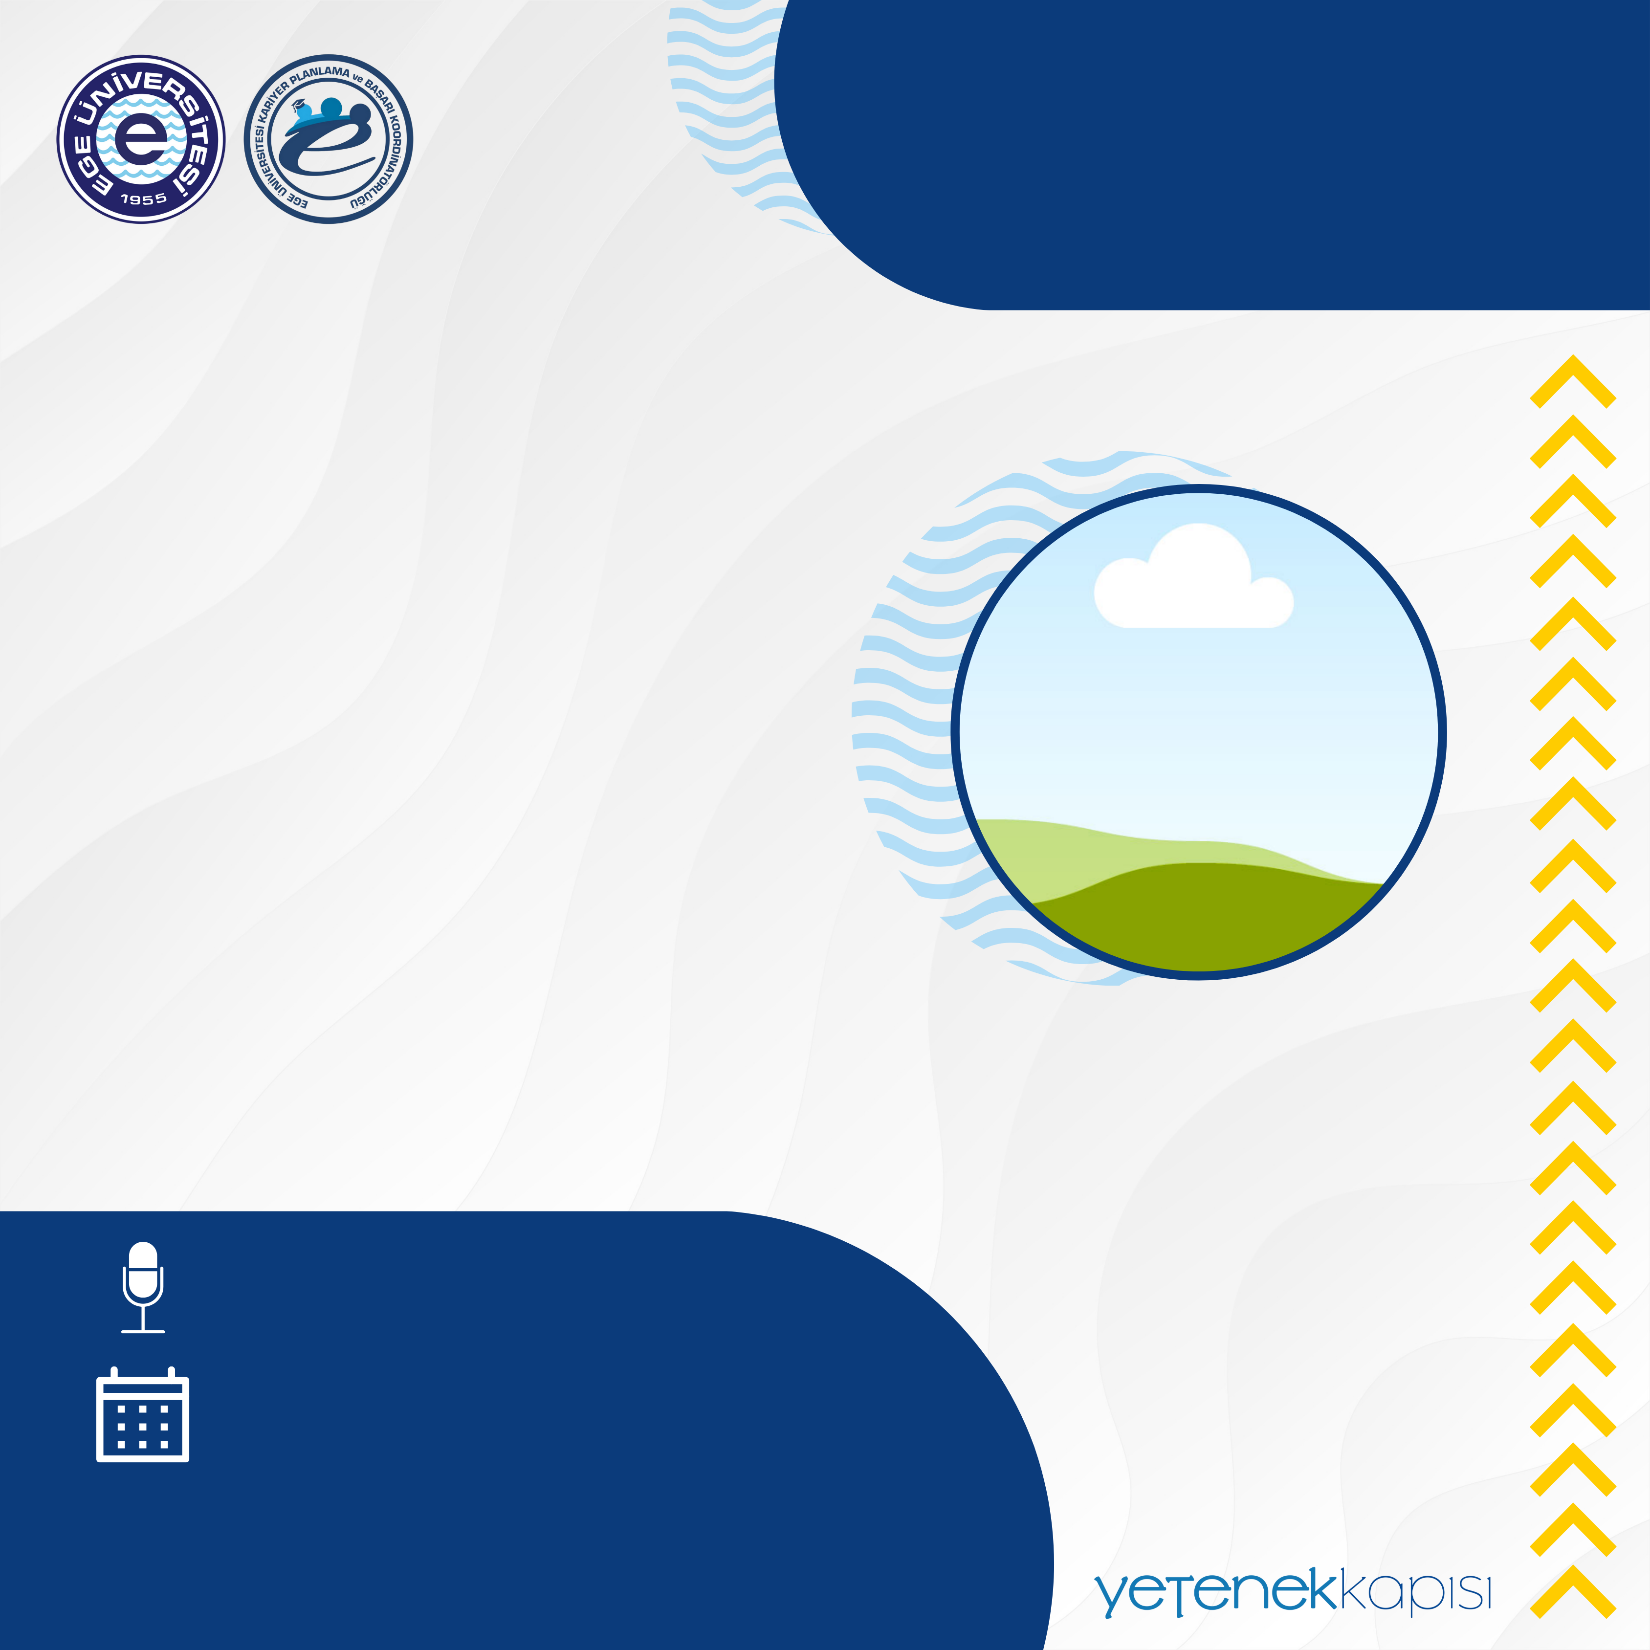 EGE ÜNİVERSİTESİ
1955
EGE ÜNİVERSİTESİ KARİYER PLANLAMA ve BAŞARI KOORDİNATÖRLÜĞÜ
yetenekkapısı